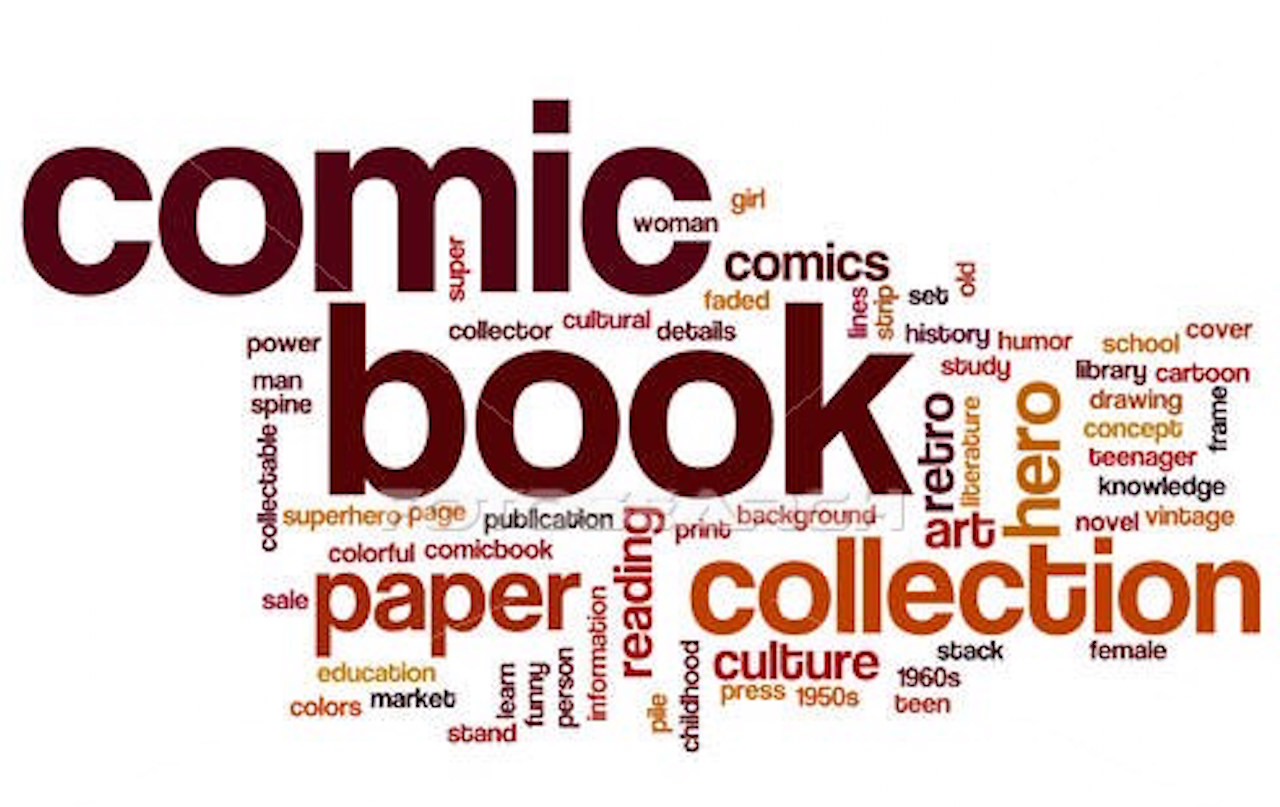 comic
girl
woman
super
comics
faded
lines
strip
set
old
book
power
collector
cultural
details
history
humor
school
cover
study
library
cartoon
man
spine
retro
literature
hero
drawing
frame
concept
collectable
teenager
knowledge
superhero
page
publication
reading
print
background
art
novel
vintage
colorful
comicbook
paper
collection
sale
information
education
learn
funny
person
childhood
culture
stack
female
1960s
colors
market
pile
press
1950s
teen
stand